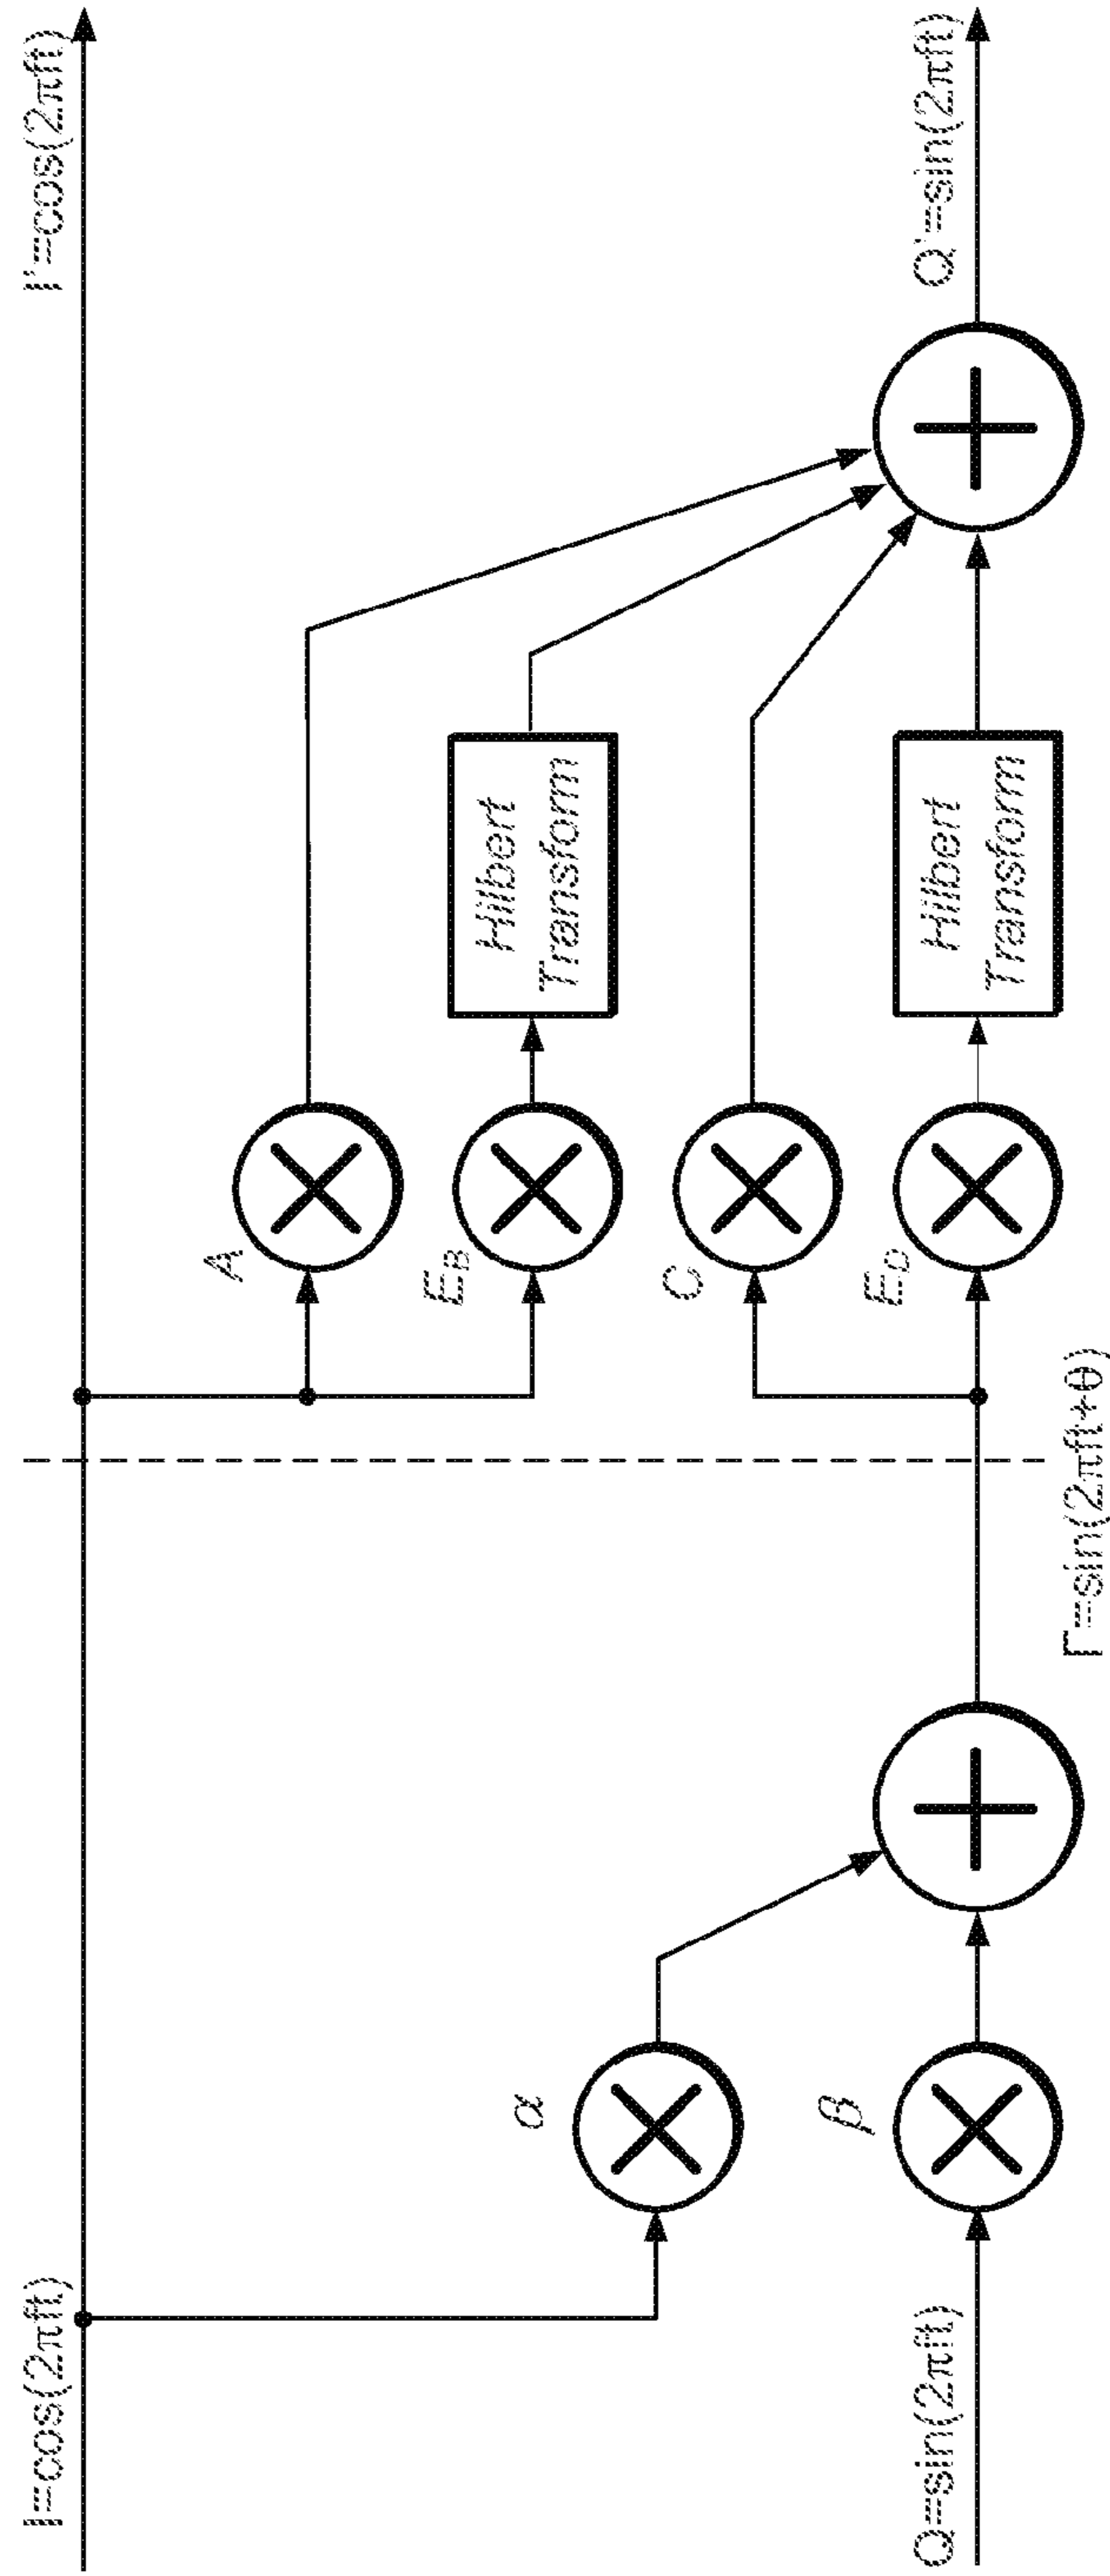 I=cos(2πft)
I'=cos(2πft)
A
E_B
Hilbert
Transform
α
C
β
E_D
Hilbert
Transform
Q=sin(2πft)
Q'=sin(2πft)
Γ=sin(2πft+θ)